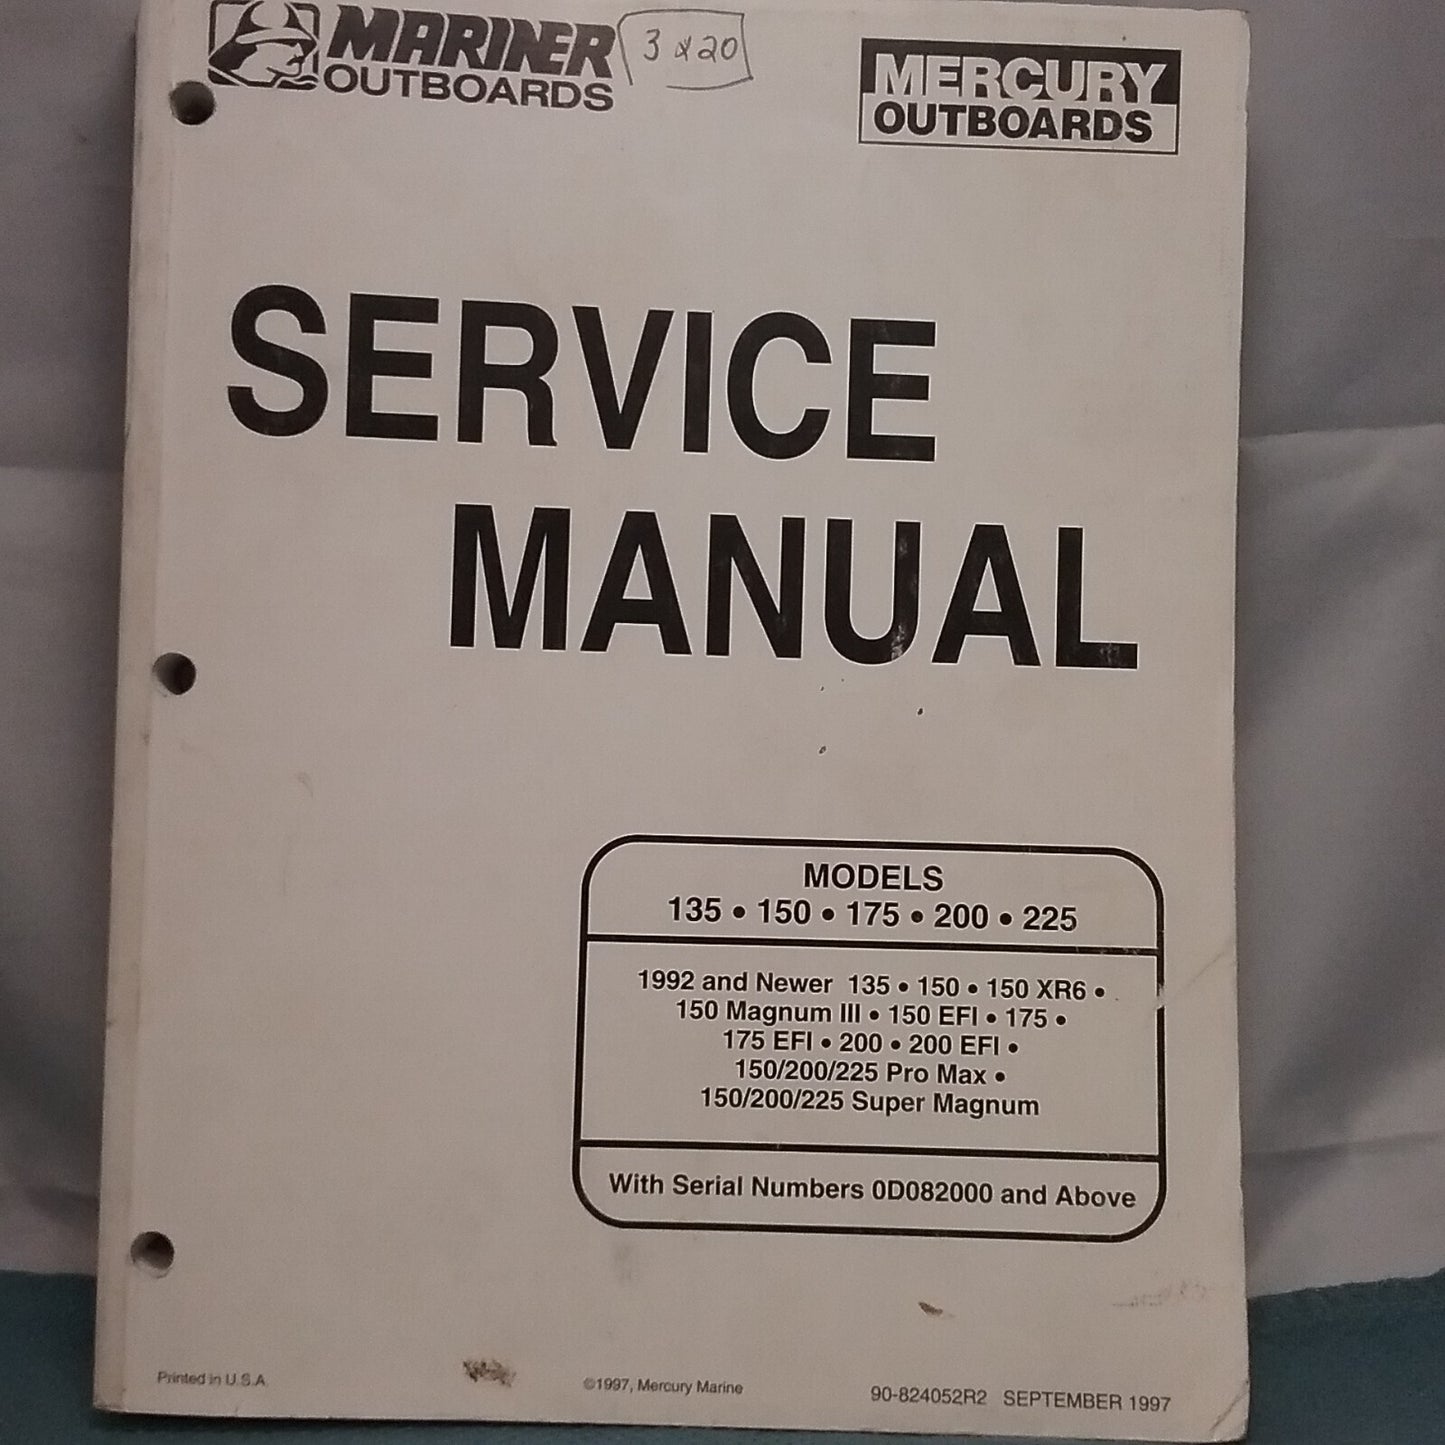 MARINER
OUTBOARDS
3 & 20
MERCURY
OUTBOARDS
SERVICE
MANUAL
MODELS
135 • 150 • 175 • 200 • 225
1992 and Newer 135 • 150 • 150 XR6 •
150 Magnum III • 150 EFI • 175 •
175 EFI • 200 • 200 EFI •
150/200/225 Pro Max •
150/200/225 Super Magnum
With Serial Numbers 0D082000 and Above
Printed in U.S.A.
©1997, Mercury Marine
90-824052R2 SEPTEMBER 1997